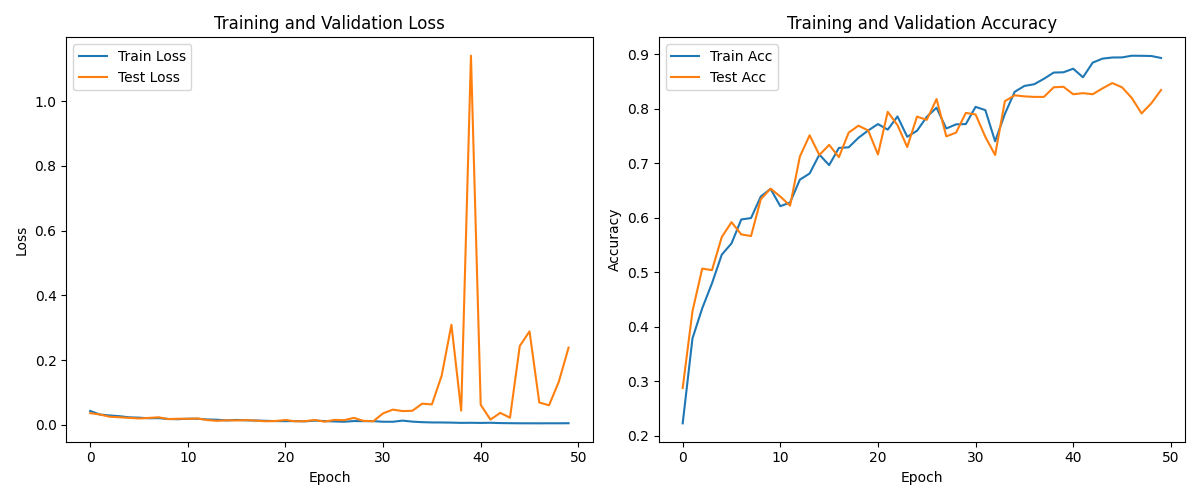 Training and Validation Loss
Train Loss
Test Loss
1.0
0.8
0.6
0.4
0.2
0.0
Loss
0 10 20 30 40 50
Epoch
Training and Validation Accuracy
Train Acc
Test Acc
0.9
0.8
0.7
0.6
0.5
0.4
0.3
0.2
Accuracy
0 10 20 30 40 50
Epoch